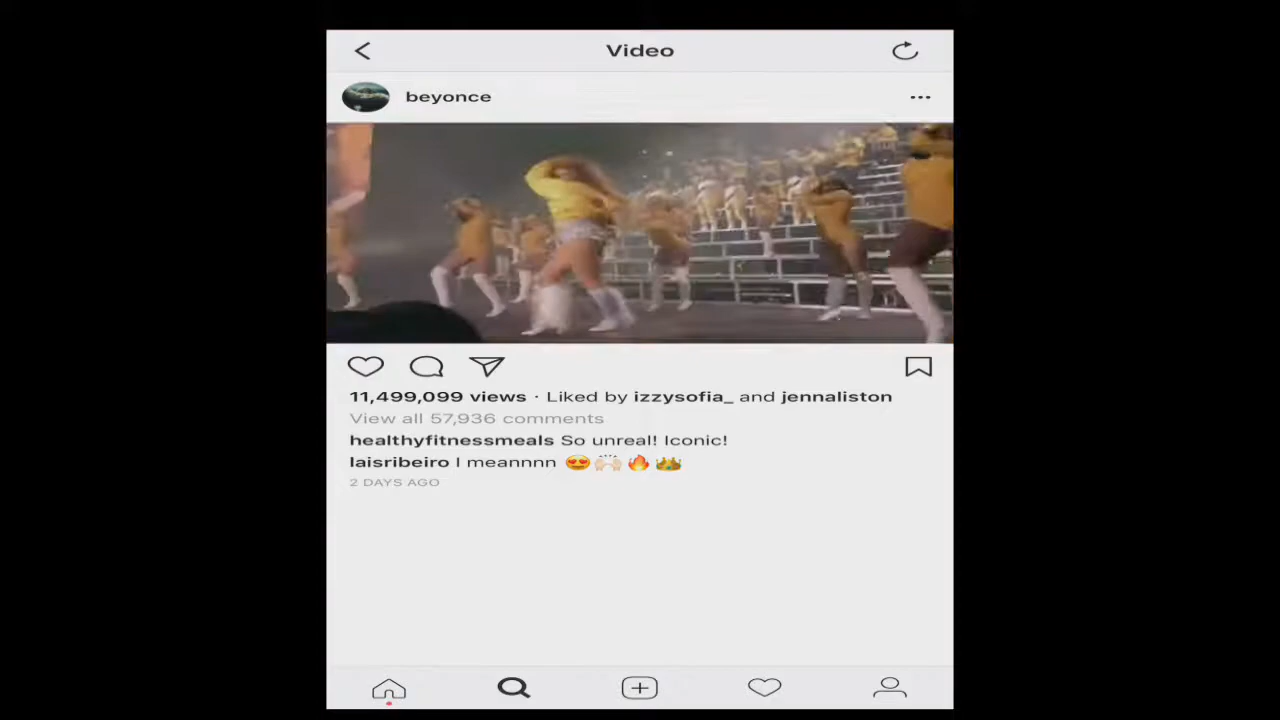 Video
beyonce
11,499,099 views · Liked by izzysofia_ and jennaliston
View all 57,936 comments
healthyfitnessmeals So unreal! Iconic!
laisribeiro I meannnn 😍🙌🏻🔥👑
2 DAYS AGO